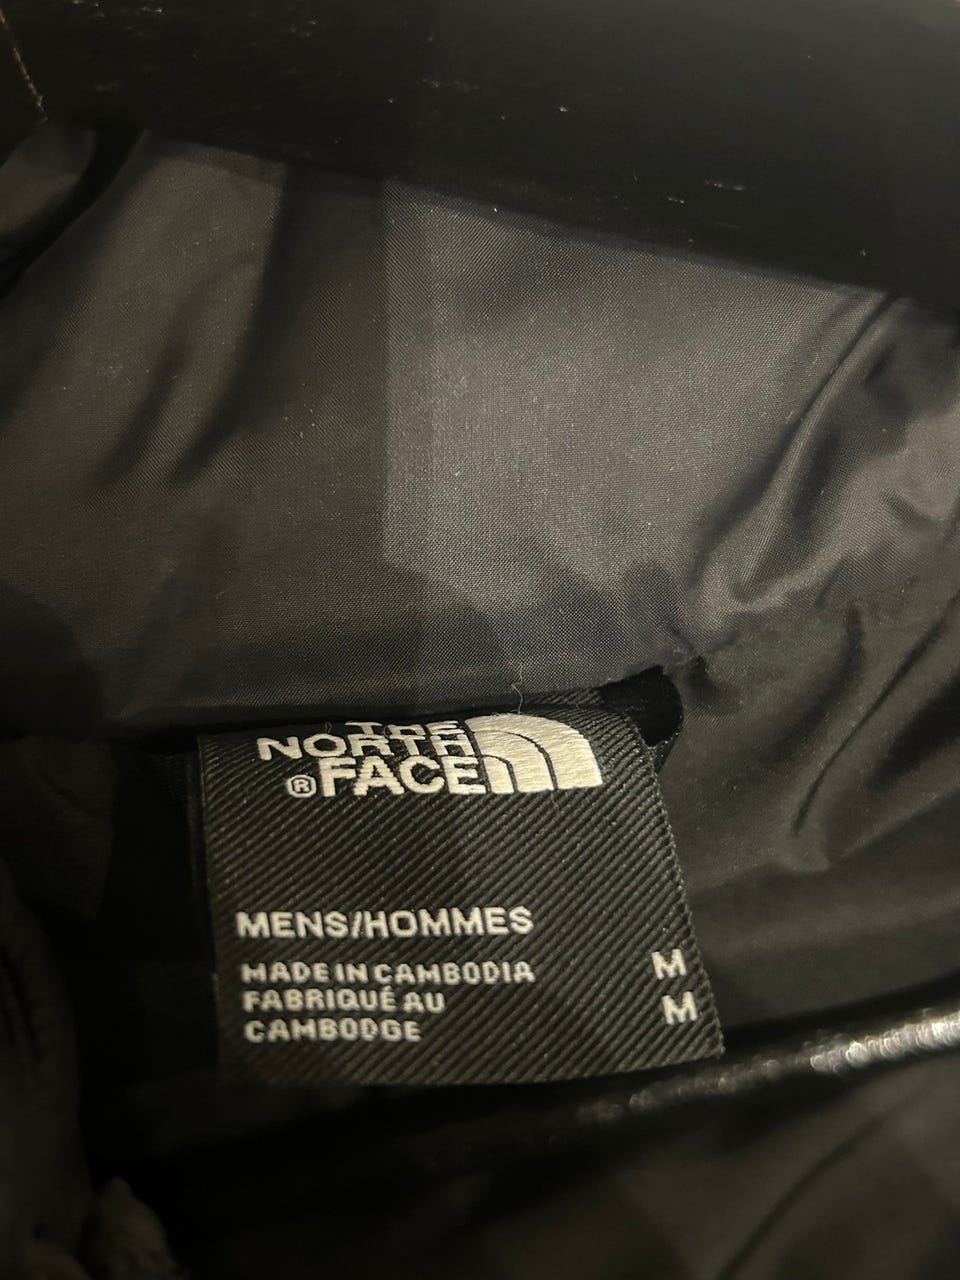 THE
NORTH
® FACE
MENS/HOMMES
MADE IN CAMBODIA M
FABRIQUÉ AU M
CAMBODGE